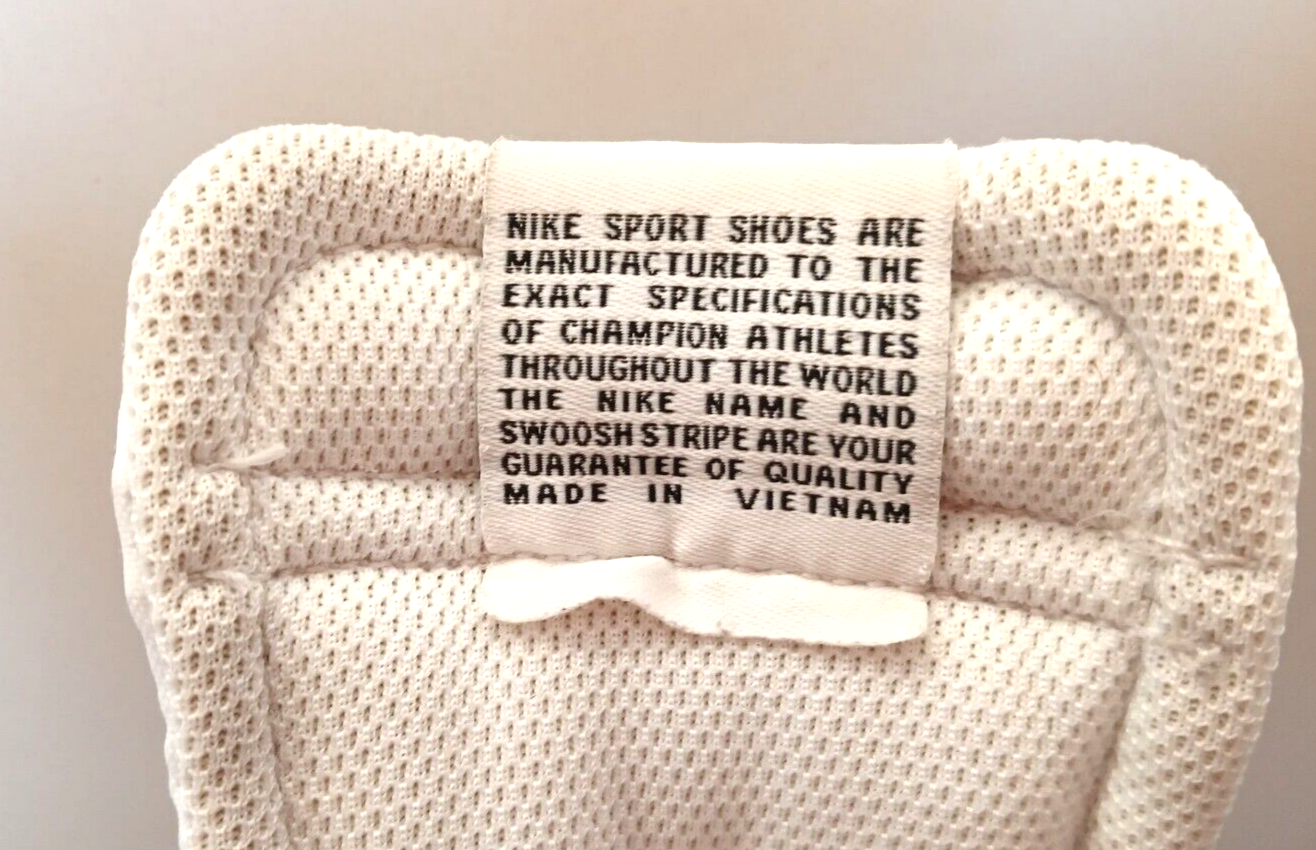 NIKE SPORT SHOES ARE
MANUFACTURED TO THE
EXACT SPECIFICATIONS
OF CHAMPION ATHLETES
THROUGHOUT THE WORLD
THE NIKE NAME AND
SWOOSH STRIPE ARE YOUR
GUARANTEE OF QUALITY
MADE IN VIETNAM